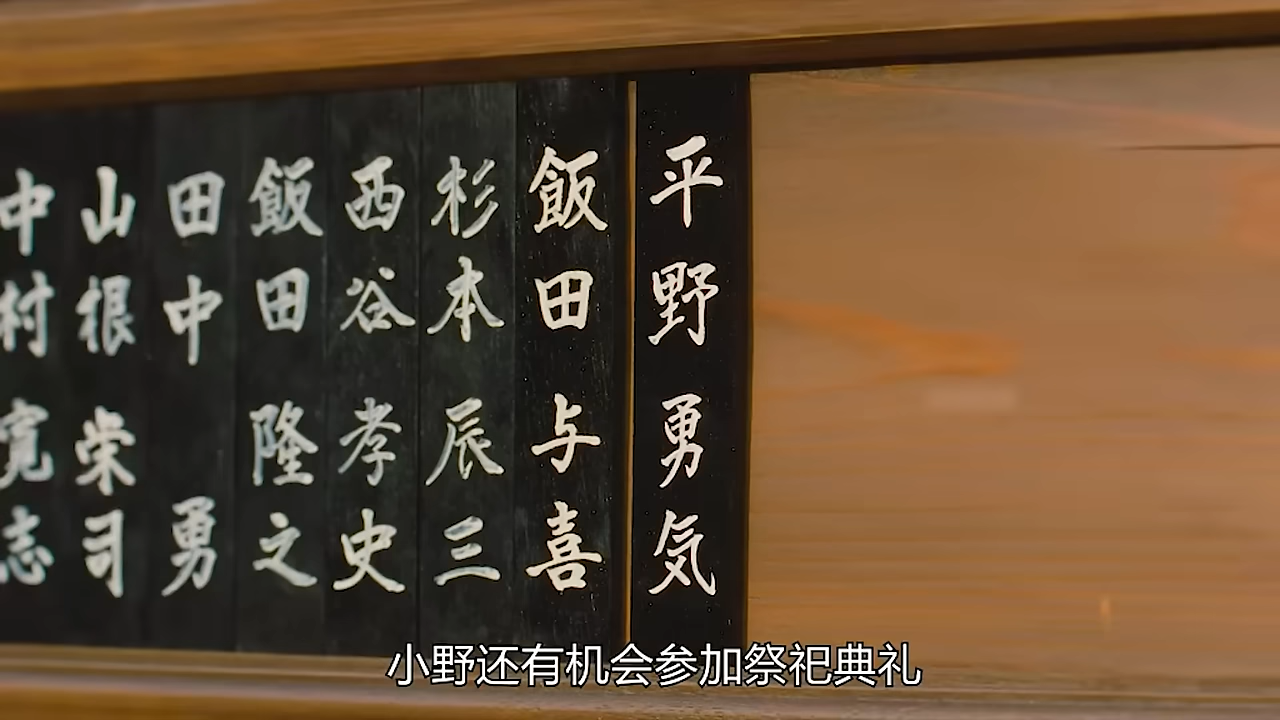 平野勇気
飯田与喜
杉本辰三
西谷孝史
飯田隆之
田中勇
山根栄司
中村寛志
小野还有机会参加祭祀典礼